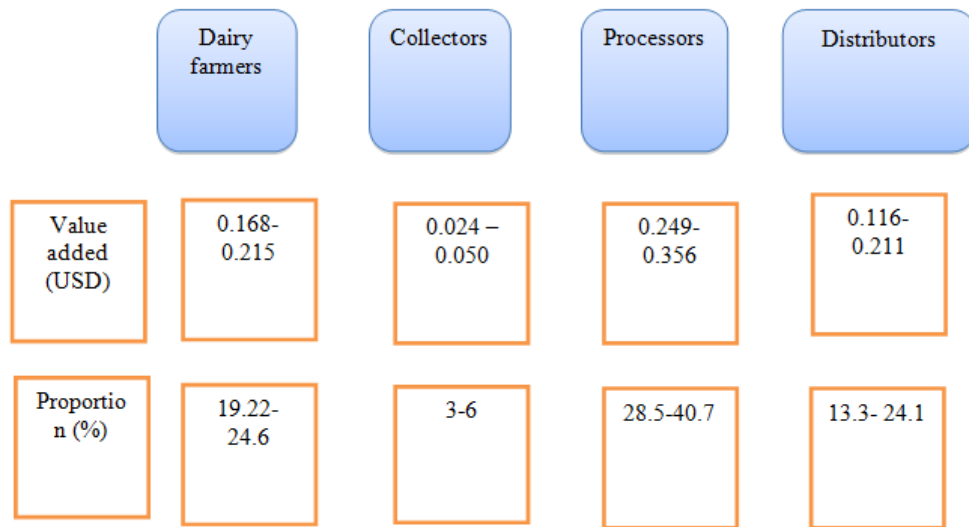 Dairy
farmers
Collectors
Processors
Distributors
Value
added
(USD)
0.168-
0.215
0.024 –
0.050
0.249-
0.356
0.116-
0.211
Proportio
n (%)
19.22-
24.6
3-6
28.5-40.7
13.3- 24.1